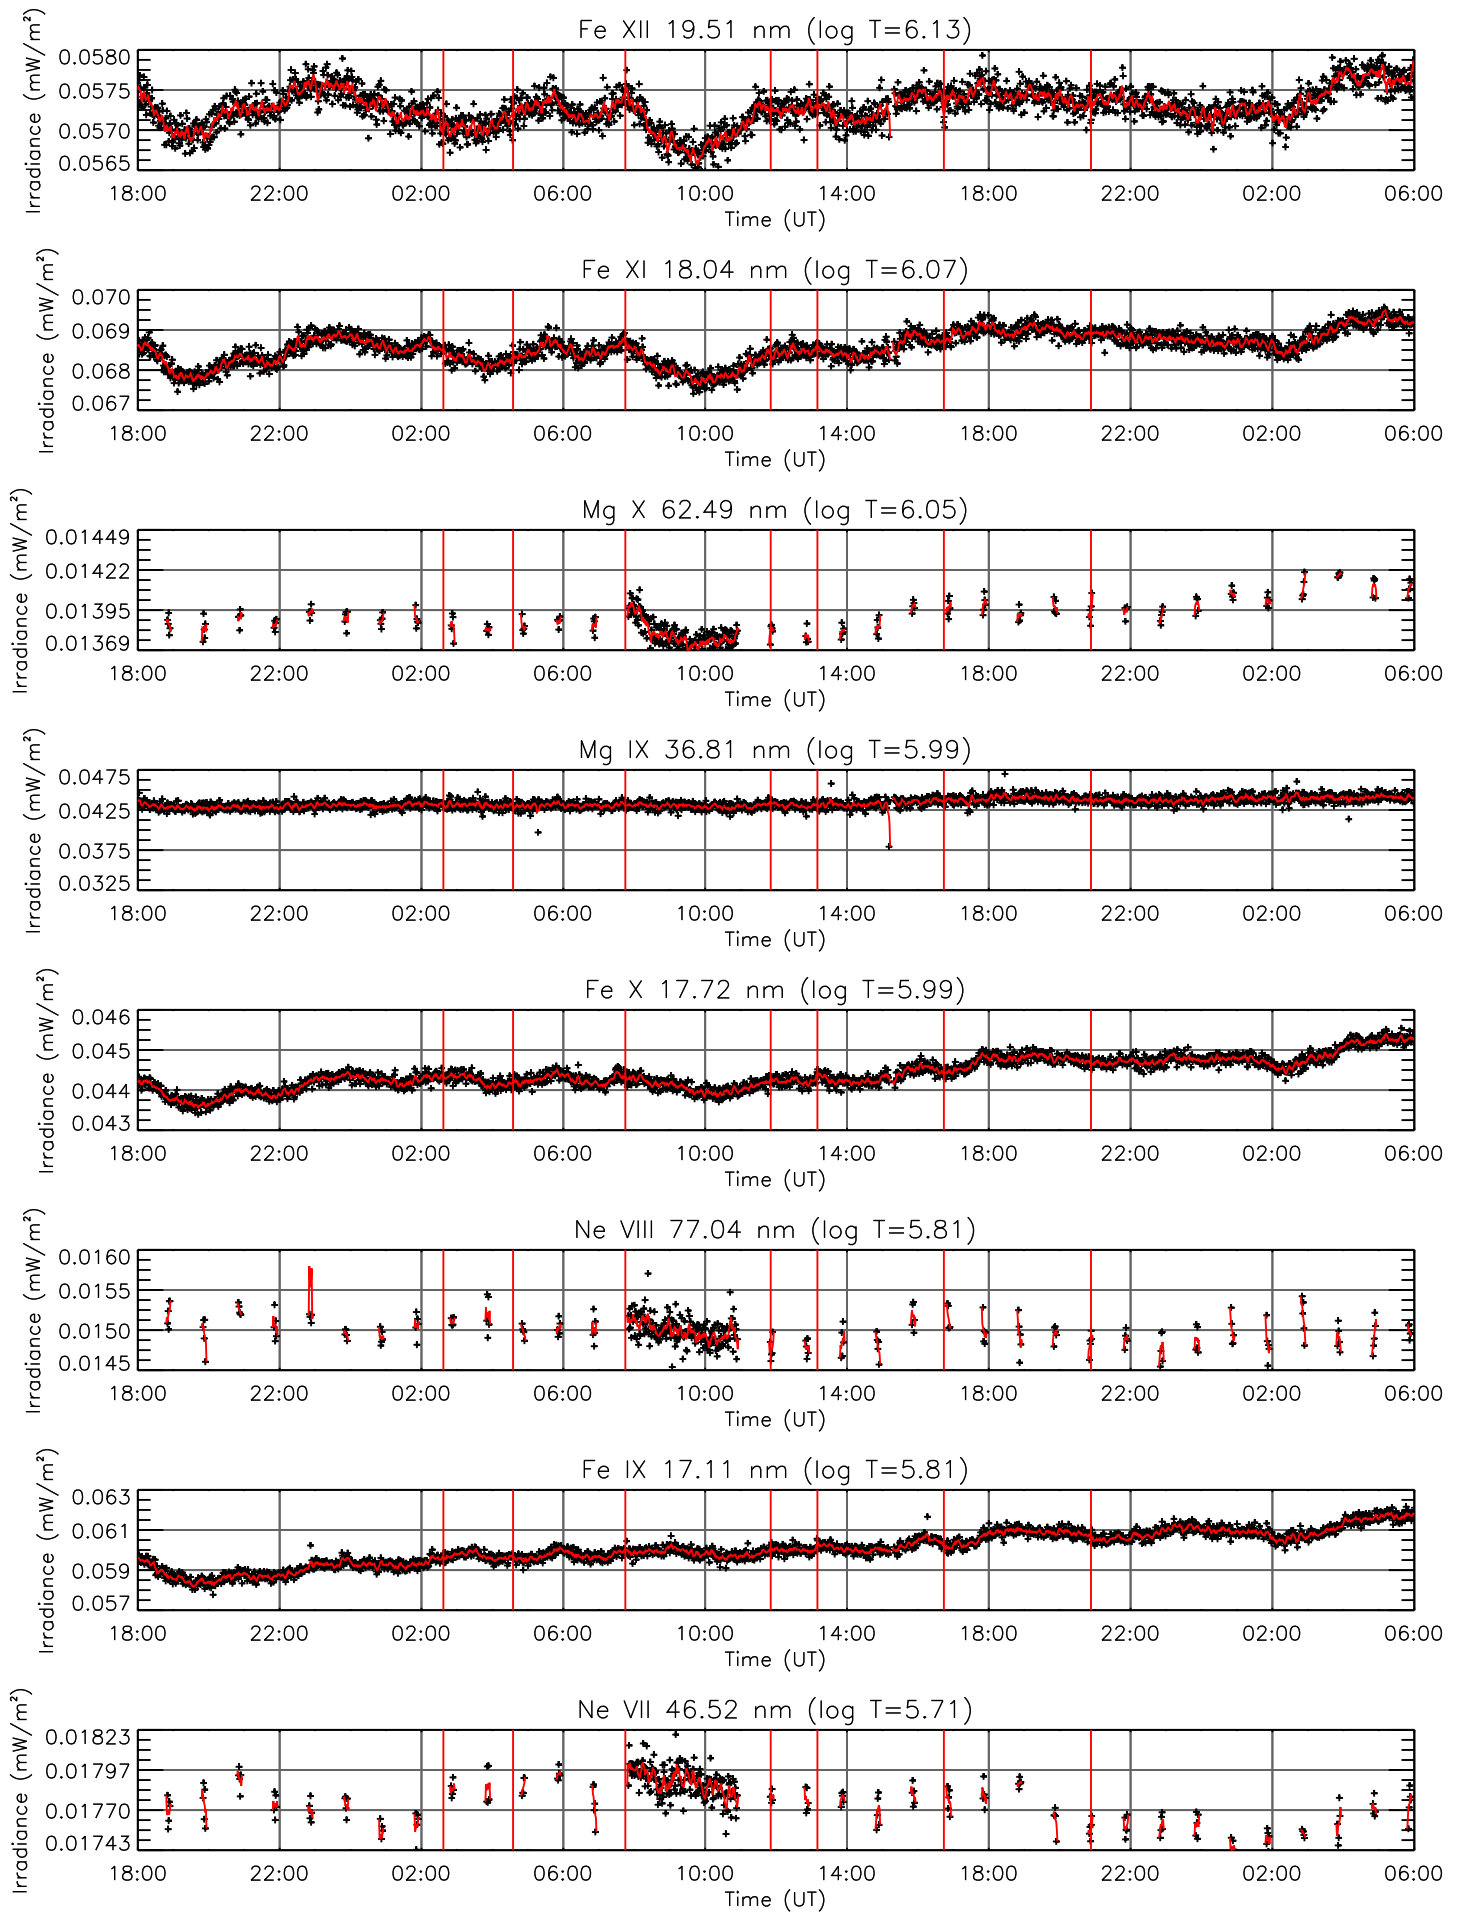 Fe XII 19.51 nm (log T=6.13)
Irradiance (mW/m²)
0.0580
0.0575
0.0570
0.0565
18:00 22:00 02:00 06:00 10:00 14:00 18:00 22:00 02:00 06:00
Time (UT)
Fe XI 18.04 nm (log T=6.07)
Irradiance (mW/m²)
0.070
0.069
0.068
0.067
18:00 22:00 02:00 06:00 10:00 14:00 18:00 22:00 02:00 06:00
Time (UT)
Mg X 62.49 nm (log T=6.05)
Irradiance (mW/m²)
0.01449
0.01422
0.01395
0.01369
18:00 22:00 02:00 06:00 10:00 14:00 18:00 22:00 02:00 06:00
Time (UT)
Mg IX 36.81 nm (log T=5.99)
Irradiance (mW/m²)
0.0475
0.0425
0.0375
0.0325
18:00 22:00 02:00 06:00 10:00 14:00 18:00 22:00 02:00 06:00
Time (UT)
Fe X 17.72 nm (log T=5.99)
Irradiance (mW/m²)
0.046
0.045
0.044
0.043
18:00 22:00 02:00 06:00 10:00 14:00 18:00 22:00 02:00 06:00
Time (UT)
Ne VIII 77.04 nm (log T=5.81)
Irradiance (mW/m²)
0.0160
0.0155
0.0150
0.0145
18:00 22:00 02:00 06:00 10:00 14:00 18:00 22:00 02:00 06:00
Time (UT)
Fe IX 17.11 nm (log T=5.81)
Irradiance (mW/m²)
0.063
0.061
0.059
0.057
18:00 22:00 02:00 06:00 10:00 14:00 18:00 22:00 02:00 06:00
Time (UT)
Ne VII 46.52 nm (log T=5.71)
Irradiance (mW/m²)
0.01823
0.01797
0.01770
0.01743
18:00 22:00 02:00 06:00 10:00 14:00 18:00 22:00 02:00 06:00
Time (UT)